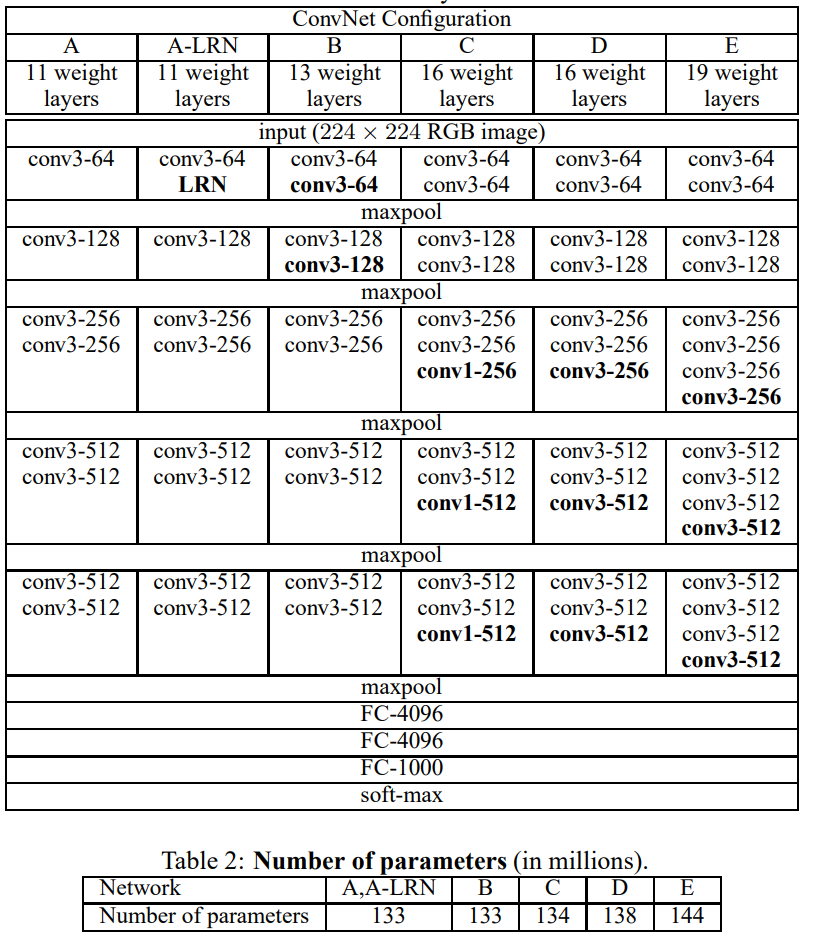 ConvNet Configuration
A A-LRN B C D E
11 weight 11 weight 13 weight 16 weight 16 weight 19 weight
layers layers layers layers layers layers
input (224 × 224 RGB image)
conv3-64 conv3-64 conv3-64 conv3-64 conv3-64 conv3-64
LRN conv3-64 conv3-64 conv3-64 conv3-64
maxpool
conv3-128 conv3-128 conv3-128 conv3-128 conv3-128 conv3-128
conv3-128 conv3-128 conv3-128 conv3-128
maxpool
conv3-256 conv3-256 conv3-256 conv3-256 conv3-256 conv3-256
conv3-256 conv3-256 conv3-256 conv3-256 conv3-256 conv3-256
conv1-256 conv3-256 conv3-256
conv3-256
maxpool
conv3-512 conv3-512 conv3-512 conv3-512 conv3-512 conv3-512
conv3-512 conv3-512 conv3-512 conv3-512 conv3-512 conv3-512
conv1-512 conv3-512 conv3-512
conv3-512
maxpool
conv3-512 conv3-512 conv3-512 conv3-512 conv3-512 conv3-512
conv3-512 conv3-512 conv3-512 conv3-512 conv3-512 conv3-512
conv1-512 conv3-512 conv3-512
conv3-512
maxpool
FC-4096
FC-4096
FC-1000
soft-max
Table 2: Number of parameters (in millions).
Network A,A-LRN B C D E
Number of parameters 133 133 134 138 144